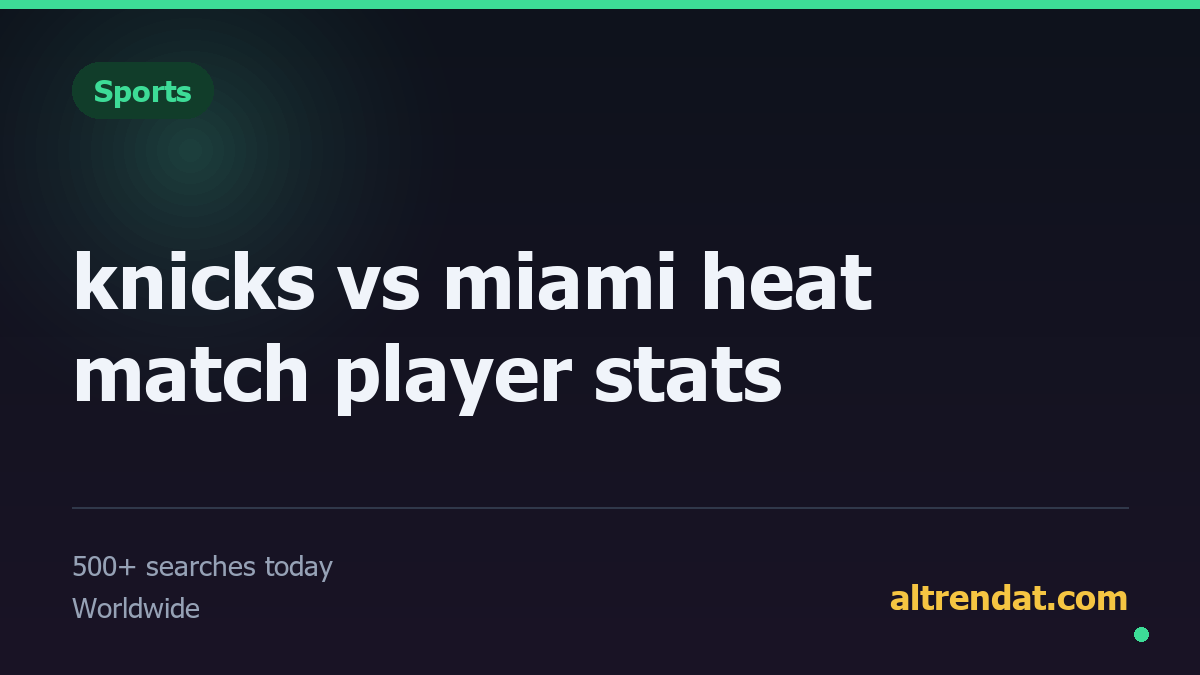 Sports
knicks vs miami heat
match player stats
500+ searches today
Worldwide
altrendat.com